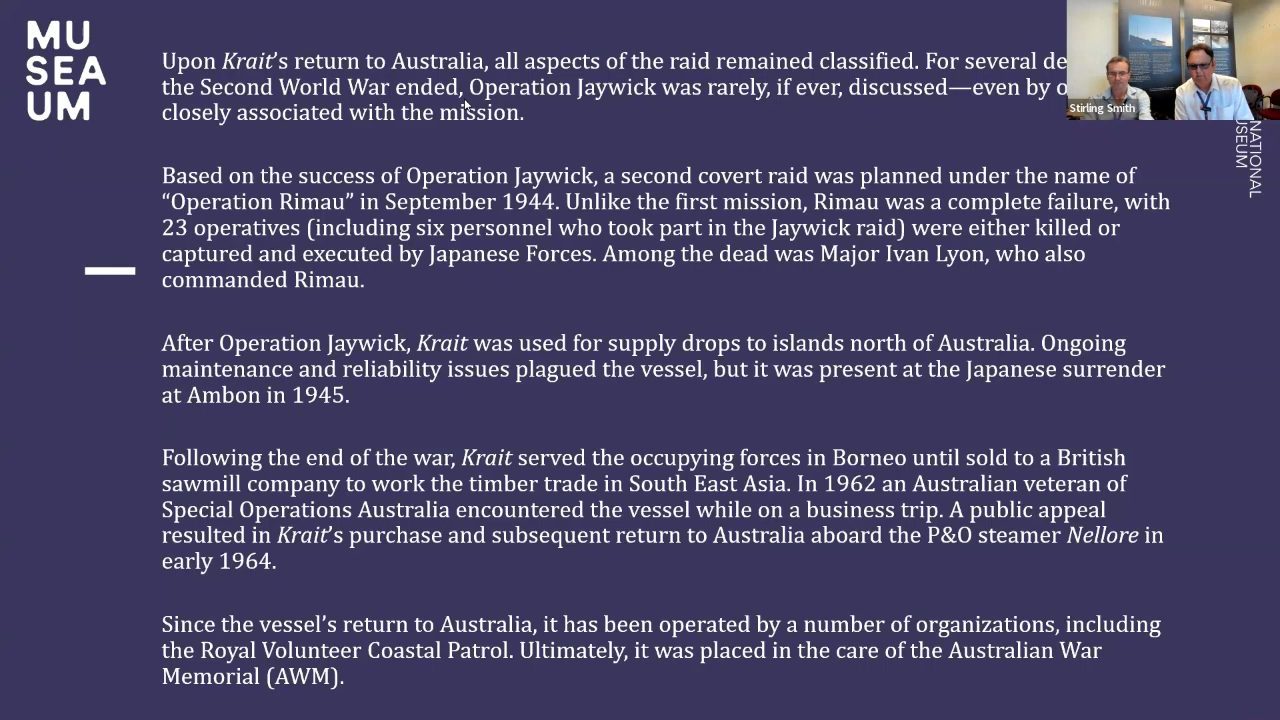 MU
SEA
UM
Upon Krait’s return to Australia, all aspects of the raid remained classified. For several
the Second World War ended, Operation Jaywick was rarely, if ever, discussed—even by
closely associated with the mission.
Stirling Smith
NATIONAL
USEUM
Based on the success of Operation Jaywick, a second covert raid was planned under the name of
“Operation Rimau” in September 1944. Unlike the first mission, Rimau was a complete failure, with
23 operatives (including six personnel who took part in the Jaywick raid) were either killed or
captured and executed by Japanese Forces. Among the dead was Major Ivan Lyon, who also
commanded Rimau.
After Operation Jaywick, Krait was used for supply drops to islands north of Australia. Ongoing
maintenance and reliability issues plagued the vessel, but it was present at the Japanese surrender
at Ambon in 1945.
Following the end of the war, Krait served the occupying forces in Borneo until sold to a British
sawmill company to work the timber trade in South East Asia. In 1962 an Australian veteran of
Special Operations Australia encountered the vessel while on a business trip. A public appeal
resulted in Krait’s purchase and subsequent return to Australia aboard the P&O steamer Nellore in
early 1964.
Since the vessel’s return to Australia, it has been operated by a number of organizations, including
the Royal Volunteer Coastal Patrol. Ultimately, it was placed in the care of the Australian War
Memorial (AWM).